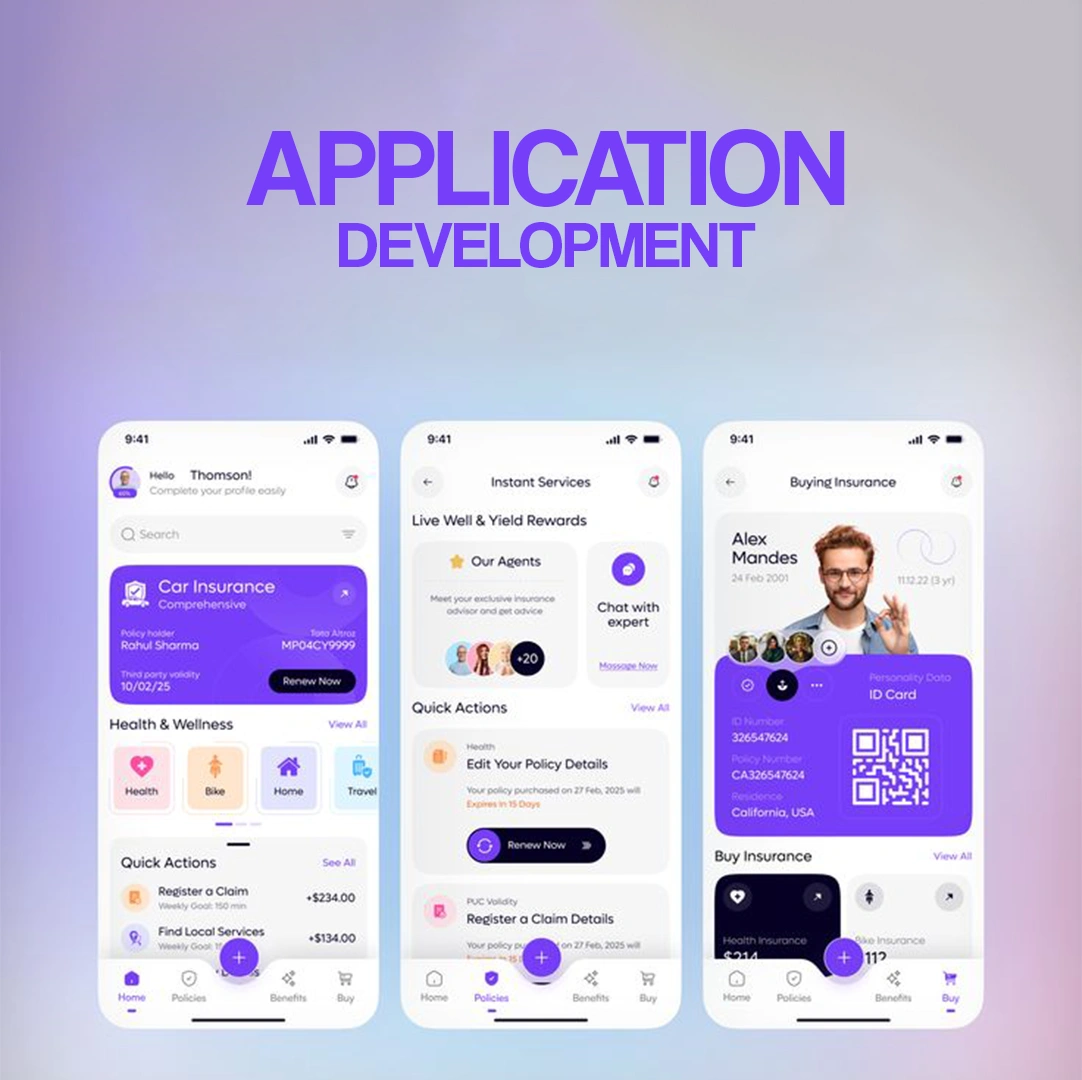 APPLICATION
DEVELOPMENT
9:41
Hello Thomson!
Complete your profile easily
Search
Car Insurance
Comprehensive
Policy holder
Rahul Sharma
Tata Altroz
MP04CY9999
Third party validity
10/02/25
Renew Now
Health & Wellness
View All
Health
Bike
Home
Travel
Quick Actions
See All
Register a Claim
Weekly Goal: 150 min
+$234.00
Find Local Services
Weekly Goal:
+$134.00
Home
Policies
Benefits
Buy
9:41
Instant Services
Live Well & Yield Rewards
Our Agents
Meet your exclusive insurance
advisor and get advice
+20
Chat with
expert
Massage Now
Quick Actions
View All
Health
Edit Your Policy Details
Your policy purchased on 27 Feb, 2025 will
Expires In 15 Days
Renew Now
PUC Validity
Register a Claim Details
Your policy on 27 Feb, 2025 will
Home
Policies
Benefits
Buy
9:41
Buying Insurance
Alex
Mandes
24 Feb 2001
11.12.22 (3 yr)
Personality Data
ID Card
ID Number
326547624
Policy Number
CA326547624
Residence
California, USA
Buy Insurance
View All
Health Insurance
$214
Bike Insurance
112
Home
Policies
Benefits
Buy